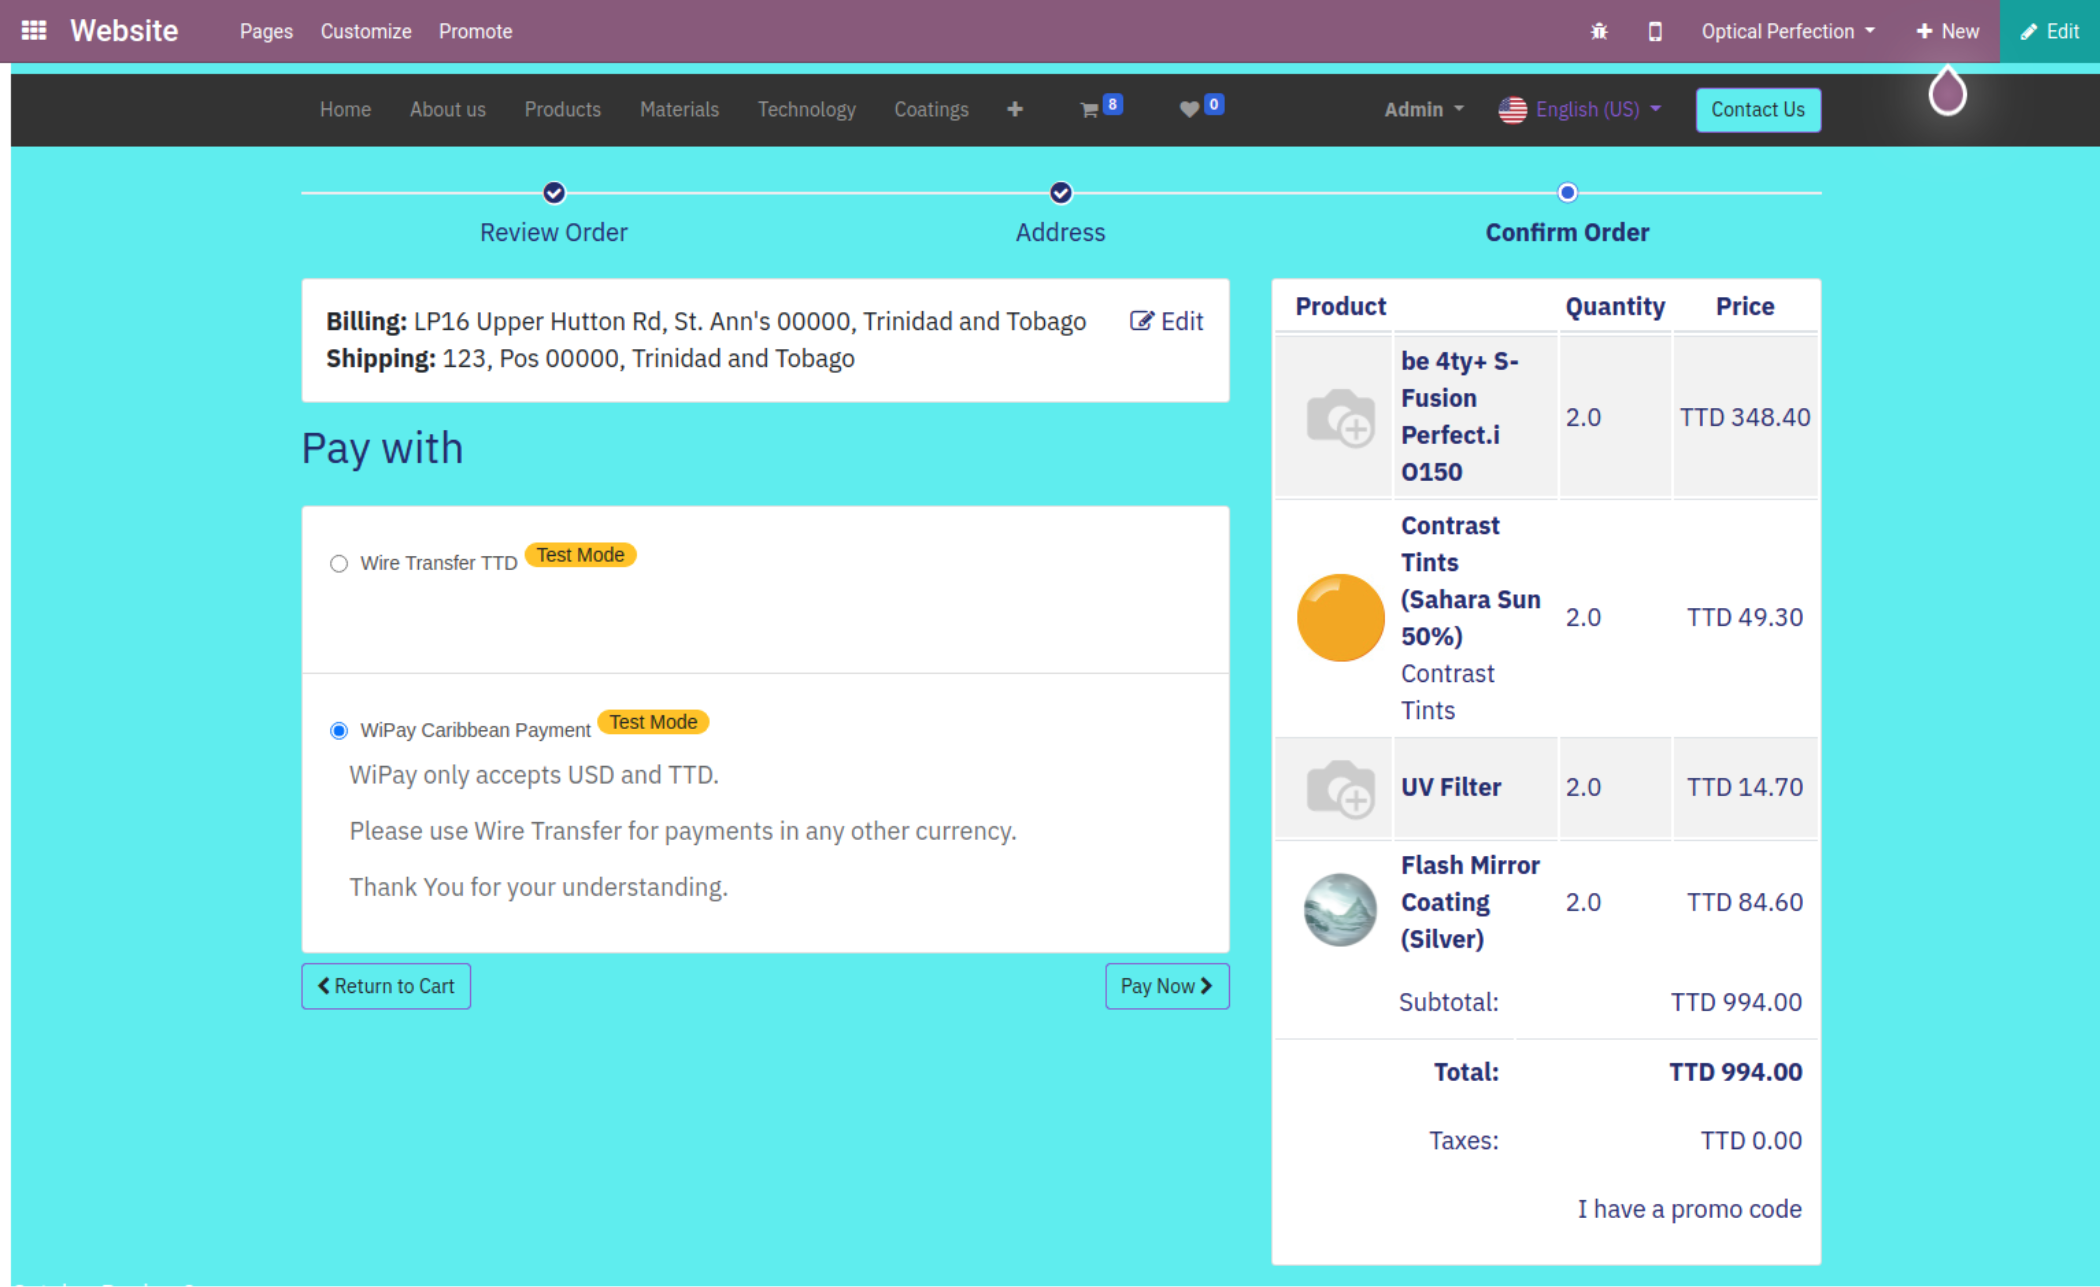 Website Pages Customize Promote Optical Perfection New Edit
Home About us Products Materials Technology Coatings 8 0 Admin English (US) Contact Us
Review Order Address Confirm Order
Billing: LP16 Upper Hutton Rd, St. Ann's 00000, Trinidad and Tobago Edit
Shipping: 123, Pos 00000, Trinidad and Tobago
Pay with
Wire Transfer TTD Test Mode
WiPay Caribbean Payment Test Mode
WiPay only accepts USD and TTD.
Please use Wire Transfer for payments in any other currency.
Thank You for your understanding.
Return to Cart Pay Now
Product Quantity Price
be 4ty+ S-
Fusion
Perfect.i
O150
2.0 TTD 348.40
Contrast
Tints
(Sahara Sun
50%)
Contrast
Tints
2.0 TTD 49.30
UV Filter 2.0 TTD 14.70
Flash Mirror
Coating
(Silver)
2.0 TTD 84.60
Subtotal: TTD 994.00
Total: TTD 994.00
Taxes: TTD 0.00
I have a promo code